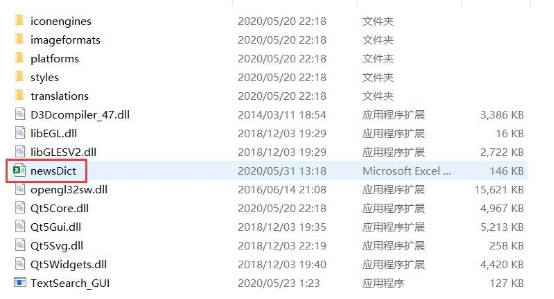 iconengines 2020/05/20 22:18 文件夹
imageformats 2020/05/20 22:18 文件夹
platforms 2020/05/20 22:18 文件夹
styles 2020/05/20 22:18 文件夹
translations 2020/05/20 22:18 文件夹
D3Dcompiler_47.dll 2014/03/11 18:54 应用程序扩展 3,386 KB
libEGL.dll 2018/12/03 19:29 应用程序扩展 16 KB
libGLESV2.dll 2018/12/03 19:29 应用程序扩展 2,722 KB
newsDict 2020/05/31 13:18 Microsoft Excel ... 146 KB
opengl32sw.dll 2016/06/14 21:08 应用程序扩展 15,621 KB
Qt5Core.dll 2020/05/20 22:18 应用程序扩展 4,967 KB
Qt5Gui.dll 2018/12/03 19:35 应用程序扩展 5,213 KB
Qt5Svg.dll 2018/12/03 22:19 应用程序扩展 258 KB
Qt5Widgets.dll 2018/12/03 19:40 应用程序扩展 4,420 KB
TextSearch_GUI 2020/05/23 1:23 应用程序 127 KB